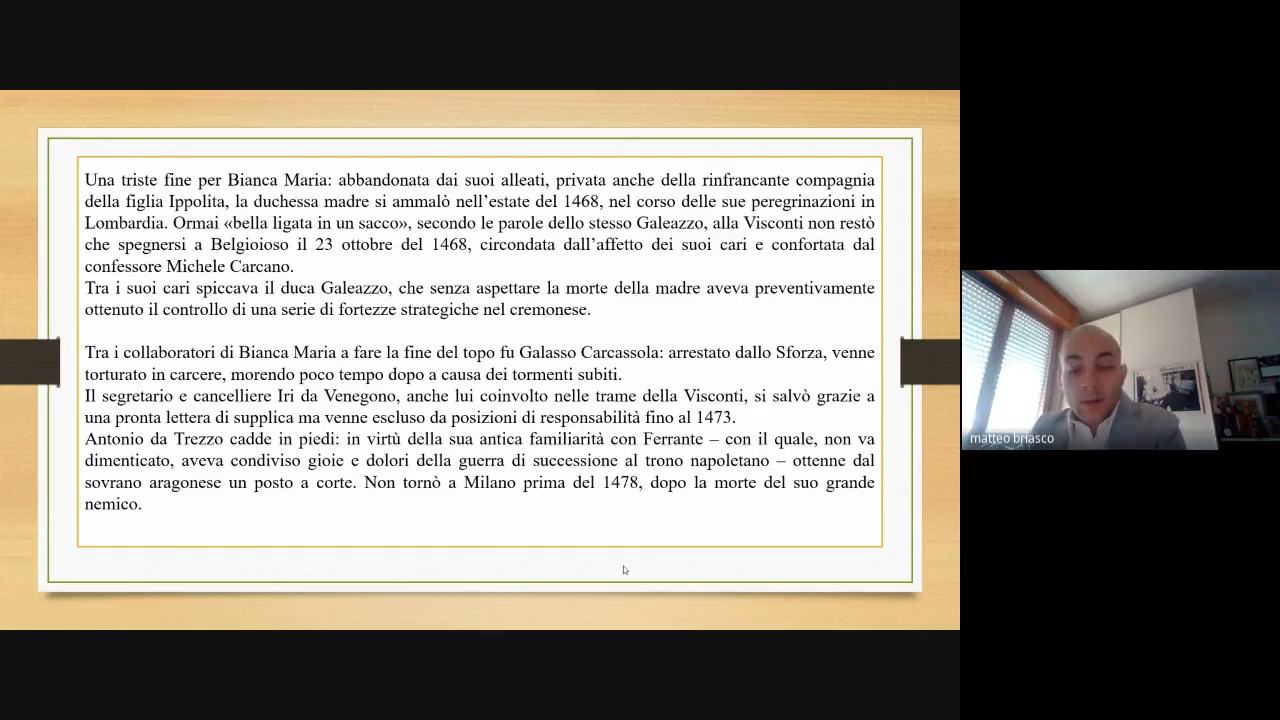 Una triste fine per Bianca Maria: abbandonata dai suoi alleati, privata anche della rinfrancante compagnia
della figlia Ippolita, la duchessa madre si ammalò nell’estate del 1468, nel corso delle sue peregrinazioni in
Lombardia. Ormai «bella ligata in un sacco», secondo le parole dello stesso Galeazzo, alla Visconti non restò
che spegnersi a Belgioioso il 23 ottobre del 1468, circondata dall’affetto dei suoi cari e confortata dal
confessore Michele Carcano.
Tra i suoi cari spiccava il duca Galeazzo, che senza aspettare la morte della madre aveva preventivamente
ottenuto il controllo di una serie di fortezze strategiche nel cremonese.
Tra i collaboratori di Bianca Maria a fare la fine del topo fu Galasso Carcassola: arrestato dallo Sforza, venne
torturato in carcere, morendo poco tempo dopo a causa dei tormenti subiti.
Il segretario e cancelliere Iri da Venegono, anche lui coinvolto nelle trame della Visconti, si salvò grazie a
una pronta lettera di supplica ma venne escluso da posizioni di responsabilità fino al 1473.
Antonio da Trezzo cadde in piedi: in virtù della sua antica familiarità con Ferrante – con il quale, non va
dimenticato, aveva condiviso gioie e dolori della guerra di successione al trono napoletano – ottenne dal
sovrano aragonese un posto a corte. Non tornò a Milano prima del 1478, dopo la morte del suo grande
nemico.
matteo briasco